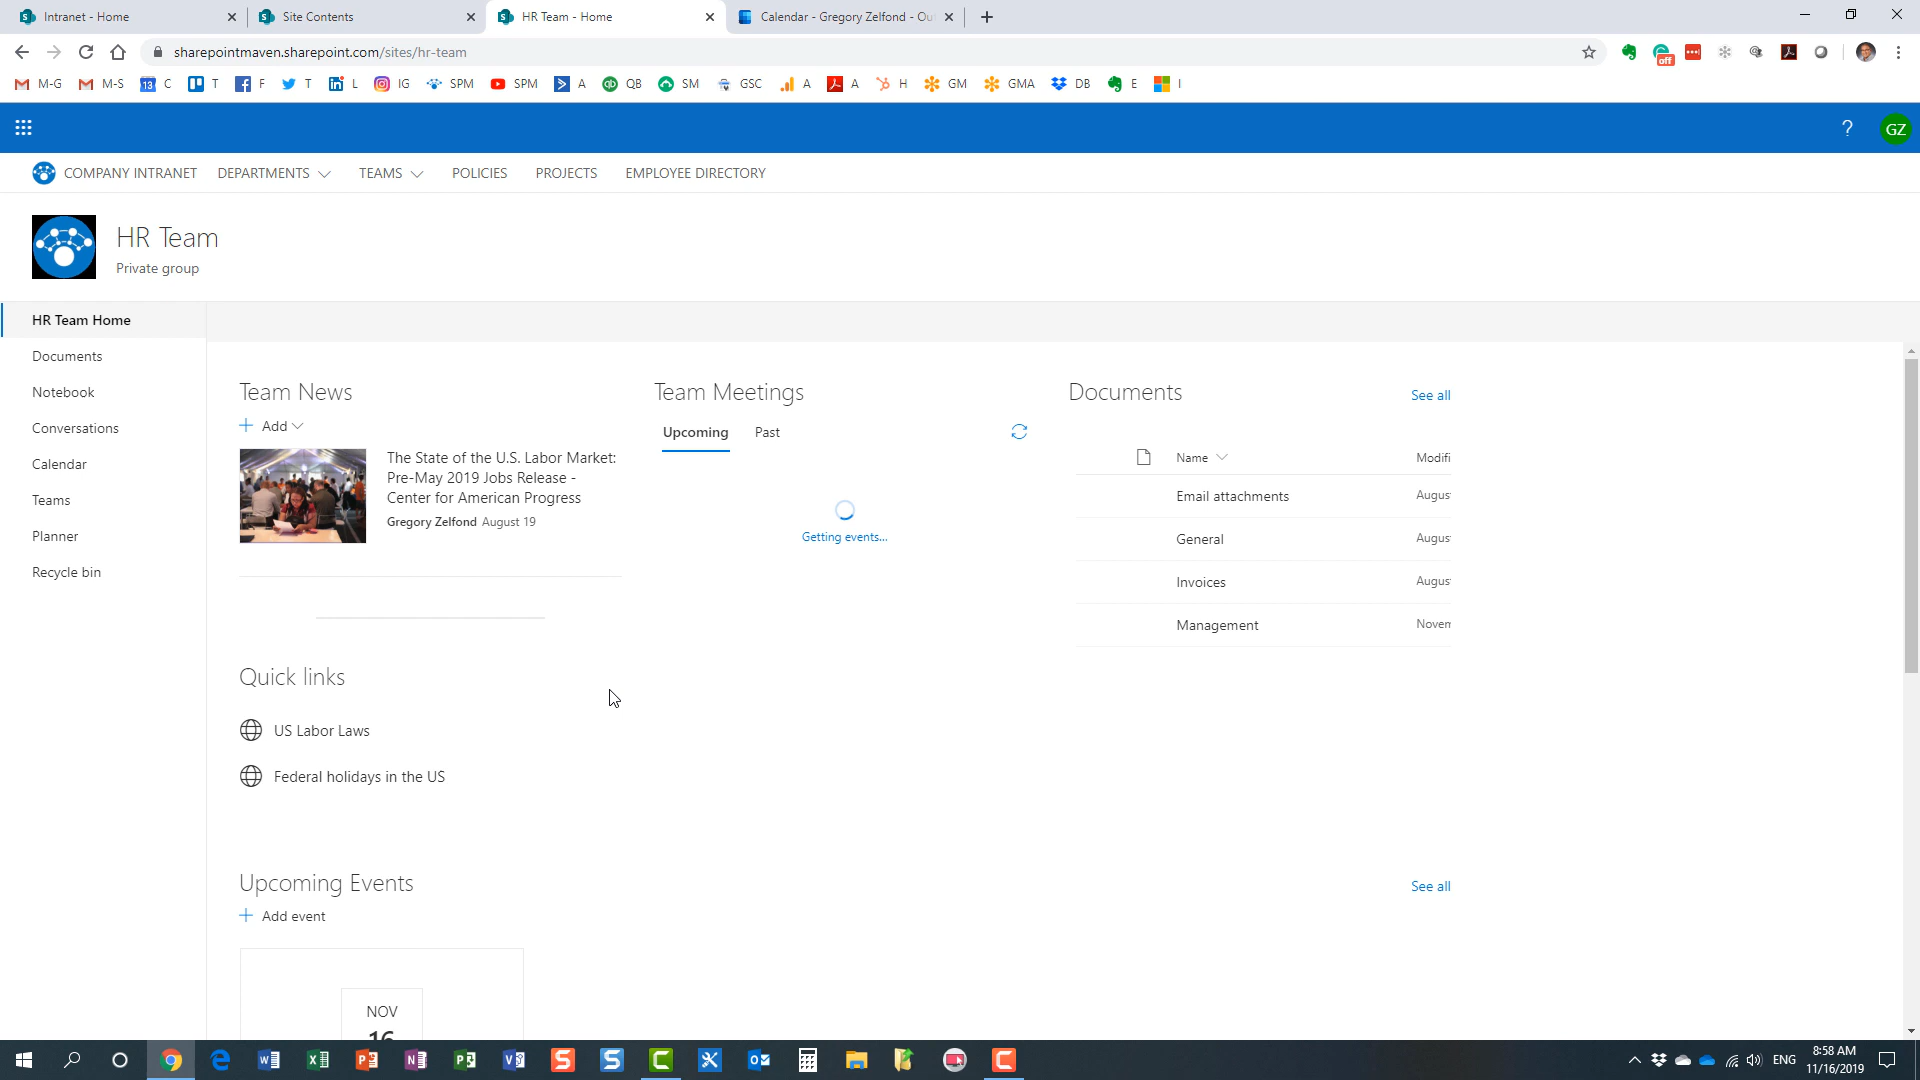 Intranet - Home
Site Contents
HR Team - Home
Calendar - Gregory Zelfond - Ou
sharepointmaven.sharepoint.com/sites/hr-team
off
M-G
M-S
13
C
T
F
T
L
IG
SPM
SPM
A
QB
SM
GSC
A
A
H
GM
GMA
DB
E
I
?
GZ
COMPANY INTRANET
DEPARTMENTS
TEAMS
POLICIES
PROJECTS
EMPLOYEE DIRECTORY
HR Team
Private group
HR Team Home
Documents
Notebook
Conversations
Calendar
Teams
Planner
Recycle bin
Team News
Add
The State of the U.S. Labor Market:
Pre-May 2019 Jobs Release -
Center for American Progress
Gregory Zelfond August 19
Quick links
US Labor Laws
Federal holidays in the US
Team Meetings
Upcoming
Past
Getting events...
Documents
See all
Name
Modifi
Email attachments
Augus
General
Augus
Invoices
Augus
Management
Novem
Upcoming Events
See all
Add event
NOV
16
ENG
8:58 AM
11/16/2019